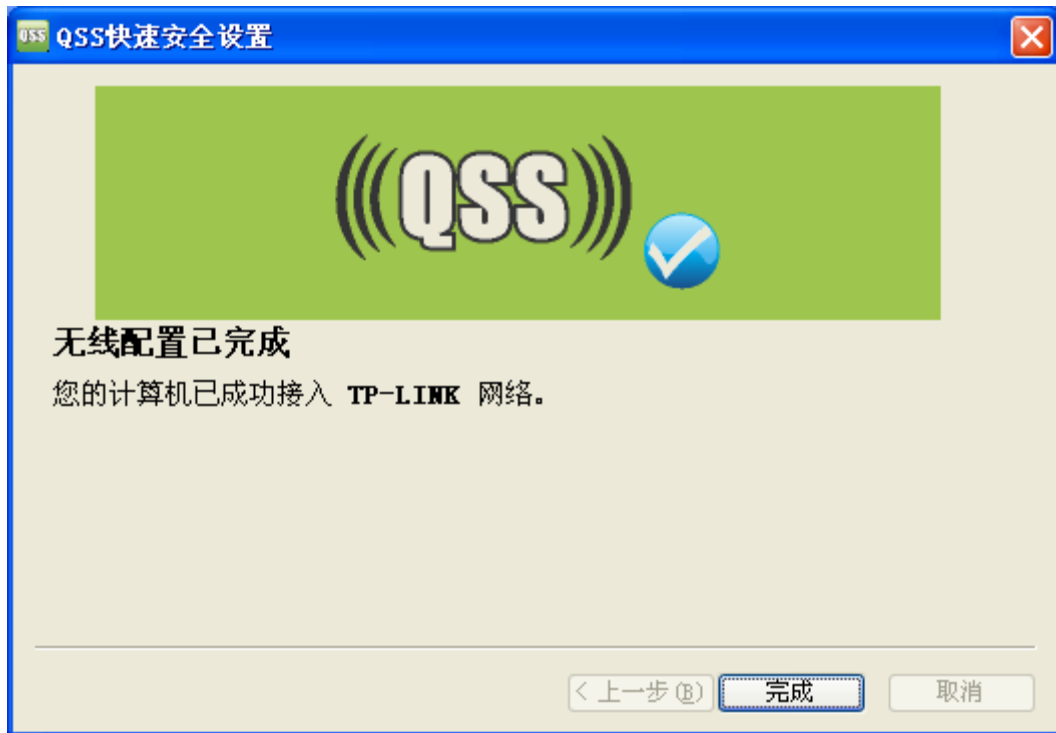 QSS QSS快速安全设置
(((QSS)))
无线配置已完成
您的计算机已成功接入 TP-LINK 网络。
< 上一步(B) 完成 取消